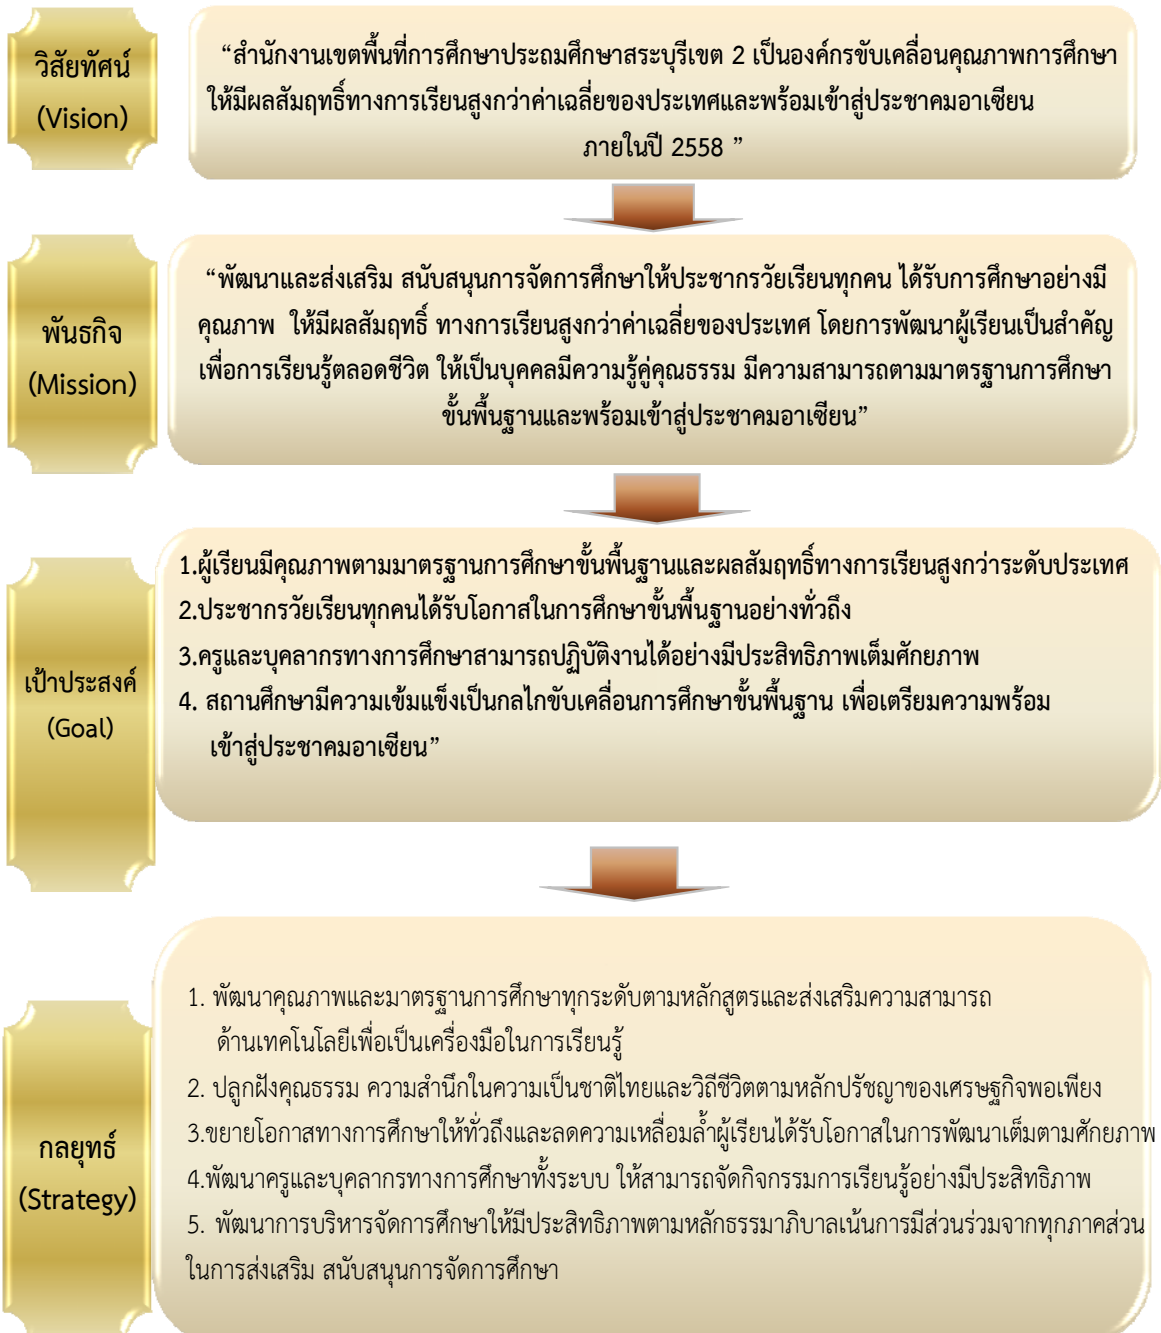 วิสัยทัศน์
(Vision)
“สำนักงานเขตพื้นที่การศึกษาประถมศึกษาสระบุรีเขต 2 เป็นองค์กรขับเคลื่อนคุณภาพการศึกษา
ให้มีผลสัมฤทธิ์ทางการเรียนสูงกว่าค่าเฉลี่ยของประเทศและพร้อมเข้าสู่ประชาคมอาเซียน
ภายในปี 2558 ”
พันธกิจ
(Mission)
“พัฒนาและส่งเสริม สนับสนุนการจัดการศึกษาให้ประชากรวัยเรียนทุกคน ได้รับการศึกษาอย่างมี
คุณภาพ ให้มีผลสัมฤทธิ์ ทางการเรียนสูงกว่าค่าเฉลี่ยของประเทศ โดยการพัฒนาผู้เรียนเป็นสำคัญ
เพื่อการเรียนรู้ตลอดชีวิต ให้เป็นบุคคลมีความรู้คู่คุณธรรม มีความสามารถตามมาตรฐานการศึกษา
ขั้นพื้นฐานและพร้อมเข้าสู่ประชาคมอาเซียน”
เป้าประสงค์
(Goal)
1.ผู้เรียนมีคุณภาพตามมาตรฐานการศึกษาขั้นพื้นฐานและผลสัมฤทธิ์ทางการเรียนสูงกว่าระดับประเทศ
2.ประชากรวัยเรียนทุกคนได้รับโอกาสในการศึกษาขั้นพื้นฐานอย่างทั่วถึง
3.ครูและบุคลากรทางการศึกษาสามารถปฏิบัติงานได้อย่างมีประสิทธิภาพเต็มศักยภาพ
4. สถานศึกษามีความเข้มแข็งเป็นกลไกขับเคลื่อนการศึกษาขั้นพื้นฐาน เพื่อเตรียมความพร้อม
เข้าสู่ประชาคมอาเซียน”
กลยุทธ์
(Strategy)
1. พัฒนาคุณภาพและมาตรฐานการศึกษาทุกระดับตามหลักสูตรและส่งเสริมความสามารถ
ด้านเทคโนโลยีเพื่อเป็นเครื่องมือในการเรียนรู้
2. ปลูกฝังคุณธรรม ความสำนึกในความเป็นชาติไทยและวิถีชีวิตตามหลักปรัชญาของเศรษฐกิจพอเพียง
3.ขยายโอกาสทางการศึกษาให้ทั่วถึงและลดความเหลื่อมล้ำผู้เรียนได้รับโอกาสในการพัฒนาเต็มตามศักยภาพ
4.พัฒนาครูและบุคลากรทางการศึกษาทั้งระบบ ให้สามารถจัดกิจกรรมการเรียนรู้อย่างมีประสิทธิภาพ
5. พัฒนาการบริหารจัดการศึกษาให้มีประสิทธิภาพตามหลักธรรมาภิบาลเน้นการมีส่วนร่วมจากทุกภาคส่วน
ในการส่งเสริม สนับสนุนการจัดการศึกษา